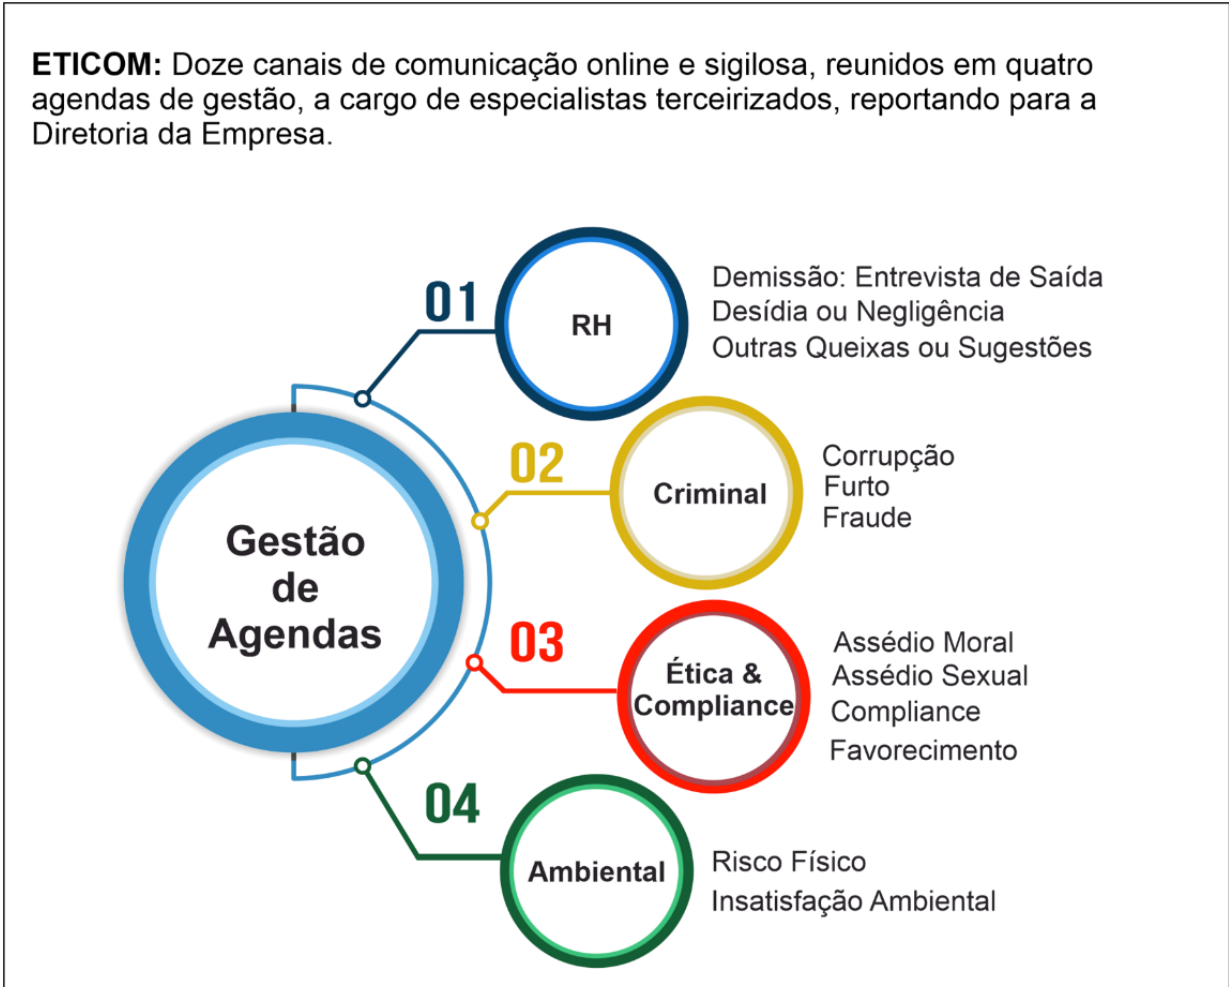 ETICOM: Doze canais de comunicação online e sigilosa, reunidos em quatro
agendas de gestão, a cargo de especialistas terceirizados, reportando para a
Diretoria da Empresa.
01
RH
Demissão: Entrevista de Saída
Desídia ou Negligência
Outras Queixas ou Sugestões
02
Criminal
Corrupção
Furto
Fraude
Gestão
de
Agendas
03
Ética &
Compliance
Assédio Moral
Assédio Sexual
Compliance
Favorecimento
04
Ambiental
Risco Físico
Insatisfação Ambiental